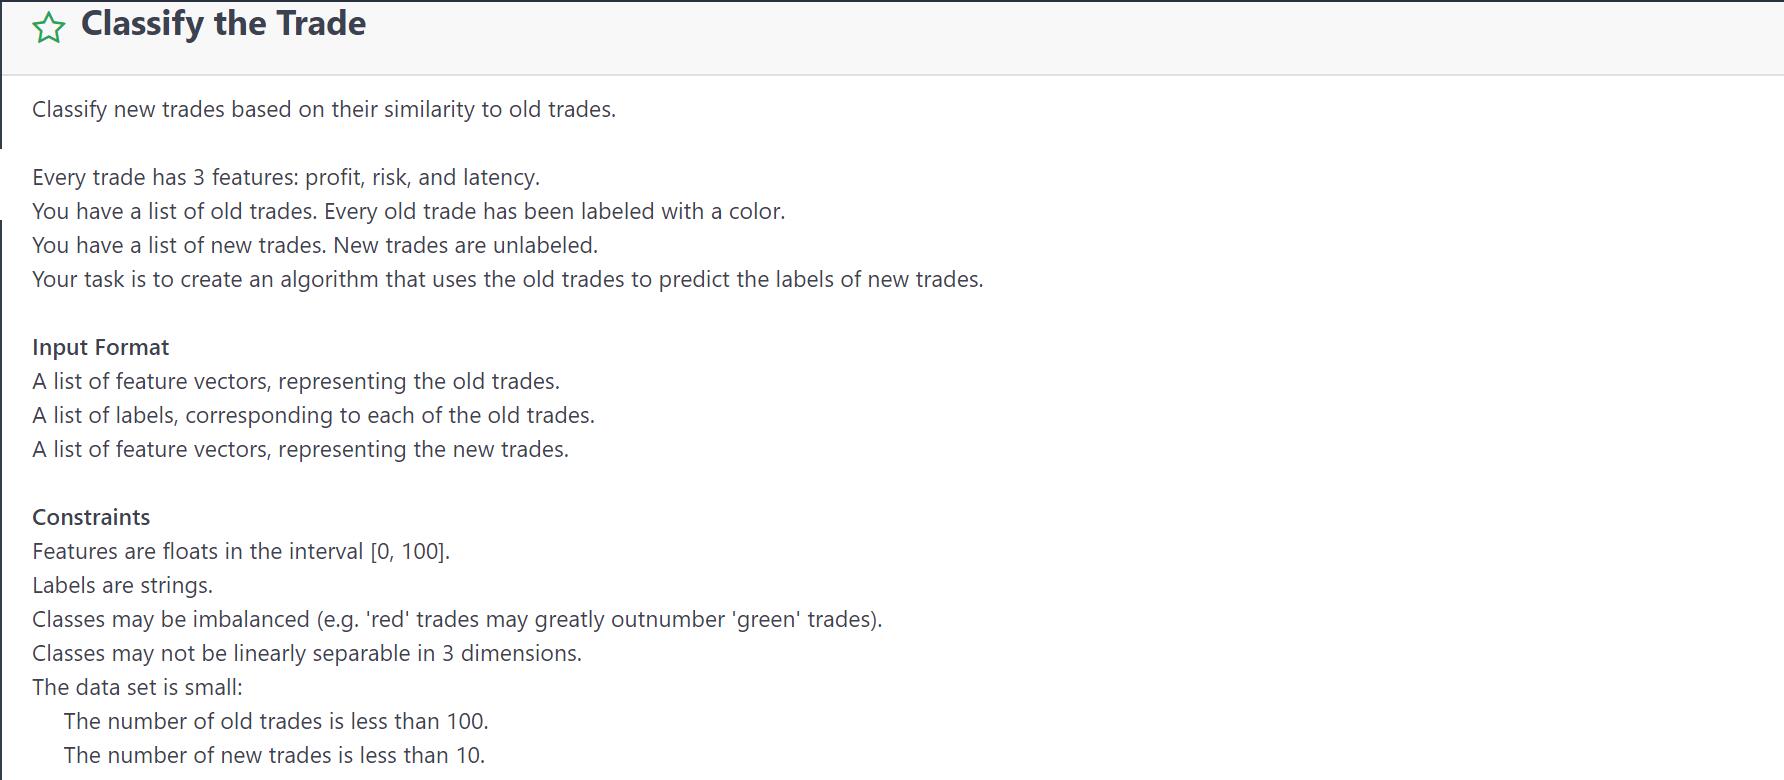 Classify the Trade
Classify new trades based on their similarity to old trades.
Every trade has 3 features: profit, risk, and latency.
You have a list of old trades. Every old trade has been labeled with a color.
You have a list of new trades. New trades are unlabeled.
Your task is to create an algorithm that uses the old trades to predict the labels of new trades.
Input Format
A list of feature vectors, representing the old trades.
A list of labels, corresponding to each of the old trades.
A list of feature vectors, representing the new trades.
Constraints
Features are floats in the interval [0, 100].
Labels are strings.
Classes may be imbalanced (e.g. 'red' trades may greatly outnumber 'green' trades).
Classes may not be linearly separable in 3 dimensions.
The data set is small:
The number of old trades is less than 100.
The number of new trades is less than 10.